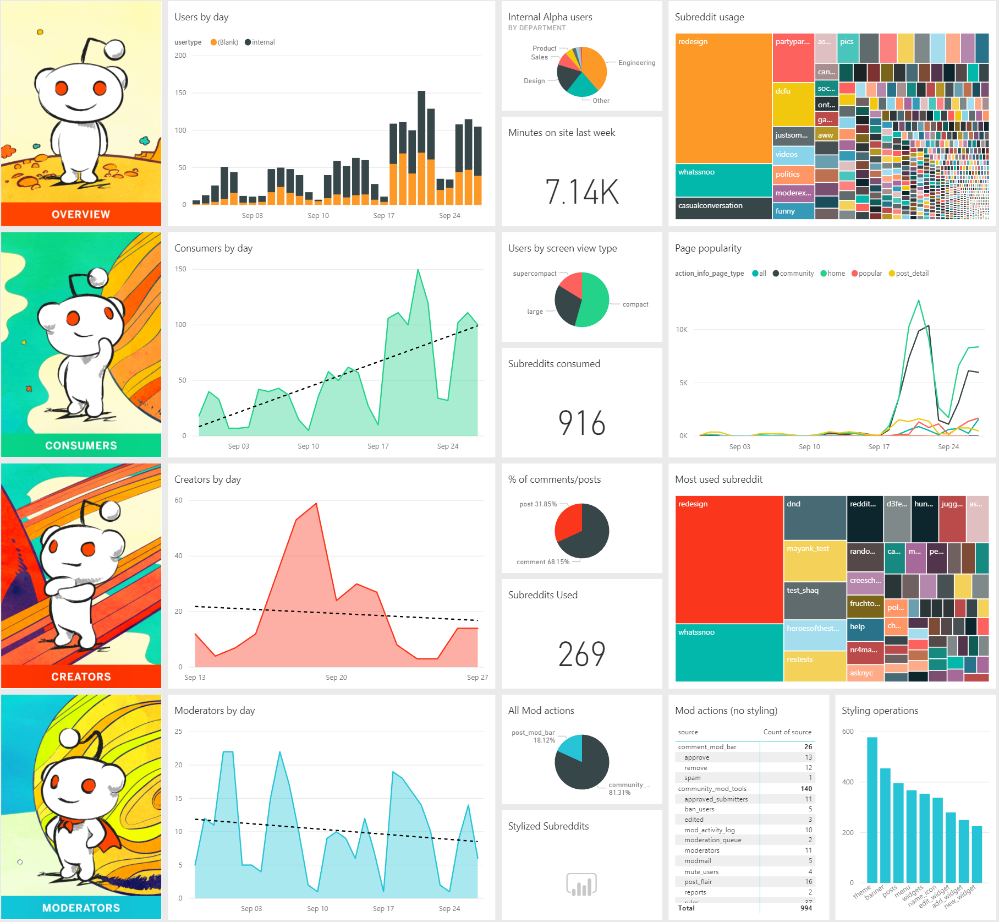 OVERVIEW
Users by day
usertype (Blank) internal
200
150
100
50
0
Sep 03 Sep 10 Sep 17 Sep 24
Internal Alpha users
BY DEPARTMENT
Product
Sales
Engineering
Design
Other
Minutes on site last week
7.14K
Subreddit usage
redesign
whatssnoo
casualconversation
partypar...
dcfu
justsom...
videos
politics
moderex...
funny
as...
pics
can...
soc...
ont...
ga...
aww
CONSUMERS
Consumers by day
150
100
50
0
Sep 03 Sep 10 Sep 17 Sep 24
Users by screen view type
supercompact
compact
large
Subreddits consumed
916
Page popularity
action_info_page_type all community home popular post_detail
10K
5K
0K
Sep 03 Sep 10 Sep 17 Sep 24
CREATORS
Creators by day
60
40
20
0
Sep 13 Sep 20 Sep 27
% of comments/posts
post 31.85%
comment 68.15%
Subreddits Used
269
Most used subreddit
redesign
whatssnoo
dnd
mayank_test
test_shaq
heroesofthest...
restests
reddit...
d3fe...
hun...
jugg...
as...
rando...
ca...
m...
pe...
creesch...
fruchto...
pol...
help
ch...
nr4ma...
asknyc
MODERATORS
Moderators by day
25
20
15
10
5
0
Sep 03 Sep 10 Sep 17 Sep 24
All Mod actions
post_mod_bar
18.12%
community_...
81.31%
Stylized Subreddits
Mod actions (no styling)
source Count of source
comment_mod_bar 26
approve 13
remove 12
spam 1
community_mod_tools 140
approved_submitters 11
ban_users 5
edited 3
mod_activity_log 10
moderation_queue 2
moderators 11
modmail 5
mute_users 4
post_flair 16
reports 2
rules 27
Total 994
Styling operations
600
400
200
0
theme
banner
posts
menu
widgets
name_icon
edit_widget
add_widget
new_widget